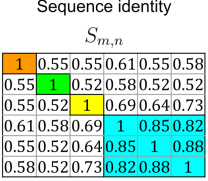 Sequence identity
S_{m,n}
1 0.55 0.55 0.61 0.55 0.58
0.55 1 0.52 0.58 0.52 0.52
0.55 0.52 1 0.69 0.64 0.73
0.61 0.58 0.69 1 0.85 0.82
0.55 0.52 0.64 0.85 1 0.88
0.58 0.52 0.73 0.82 0.88 1